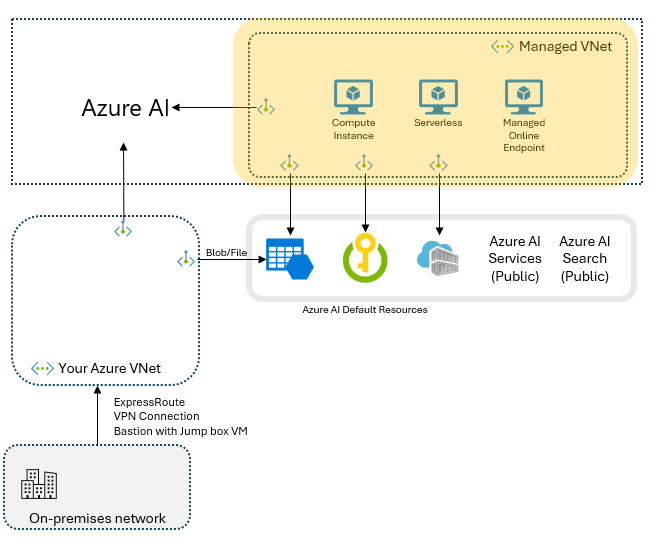 Managed VNet
Azure AI
Compute
Instance
Serverless
Managed
Online
Endpoint
Blob/File
Azure AI
Services
(Public)
Azure AI
Search
(Public)
Azure AI Default Resources
Your Azure VNet
ExpressRoute
VPN Connection
Bastion with Jump box VM
On-premises network